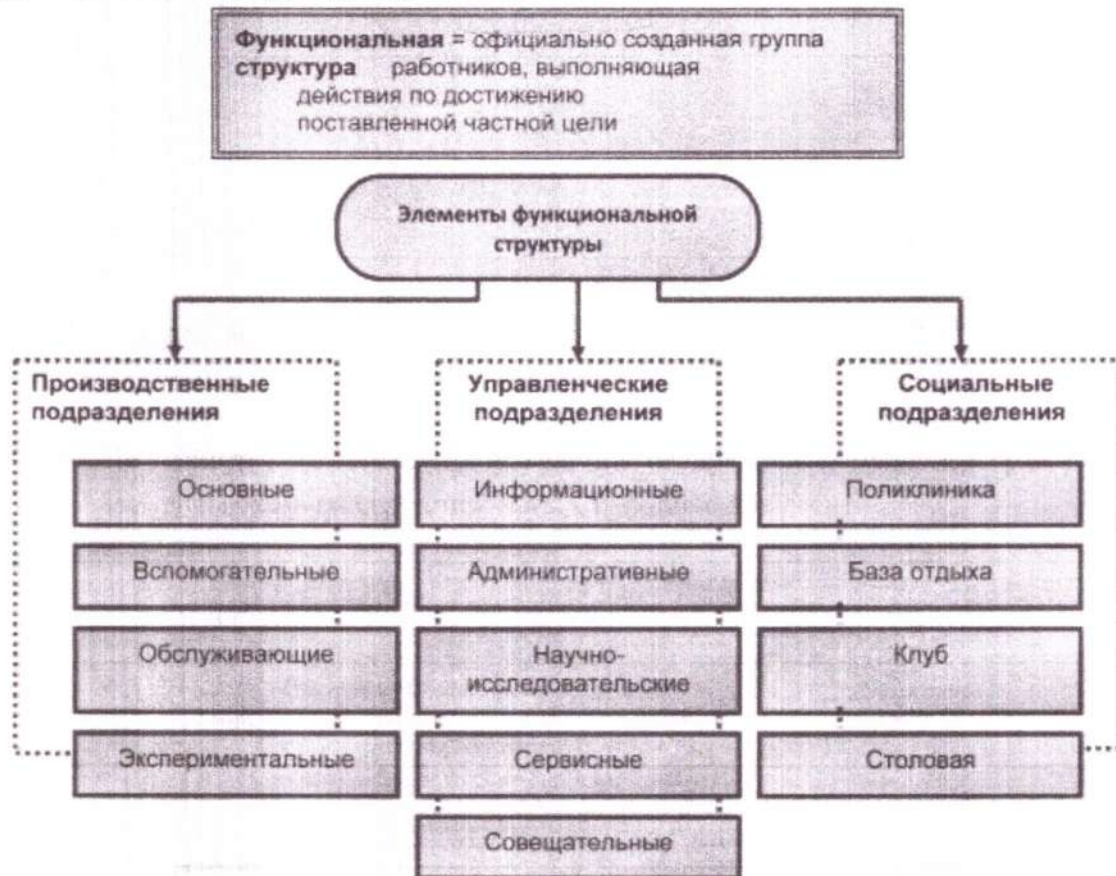 Функциональная = официально созданная группа
структура работников, выполняющая
действия по достижению
поставленной частной цели
Элементы функциональной
структуры
Производственные
подразделения
Основные
Вспомогательные
Обслуживающие
Экспериментальные
Управленческие
подразделения
Информационные
Административные
Научно-
исследовательские
Сервисные
Совещательные
Социальные
подразделения
Поликлиника
База отдыха
Клуб
Столовая